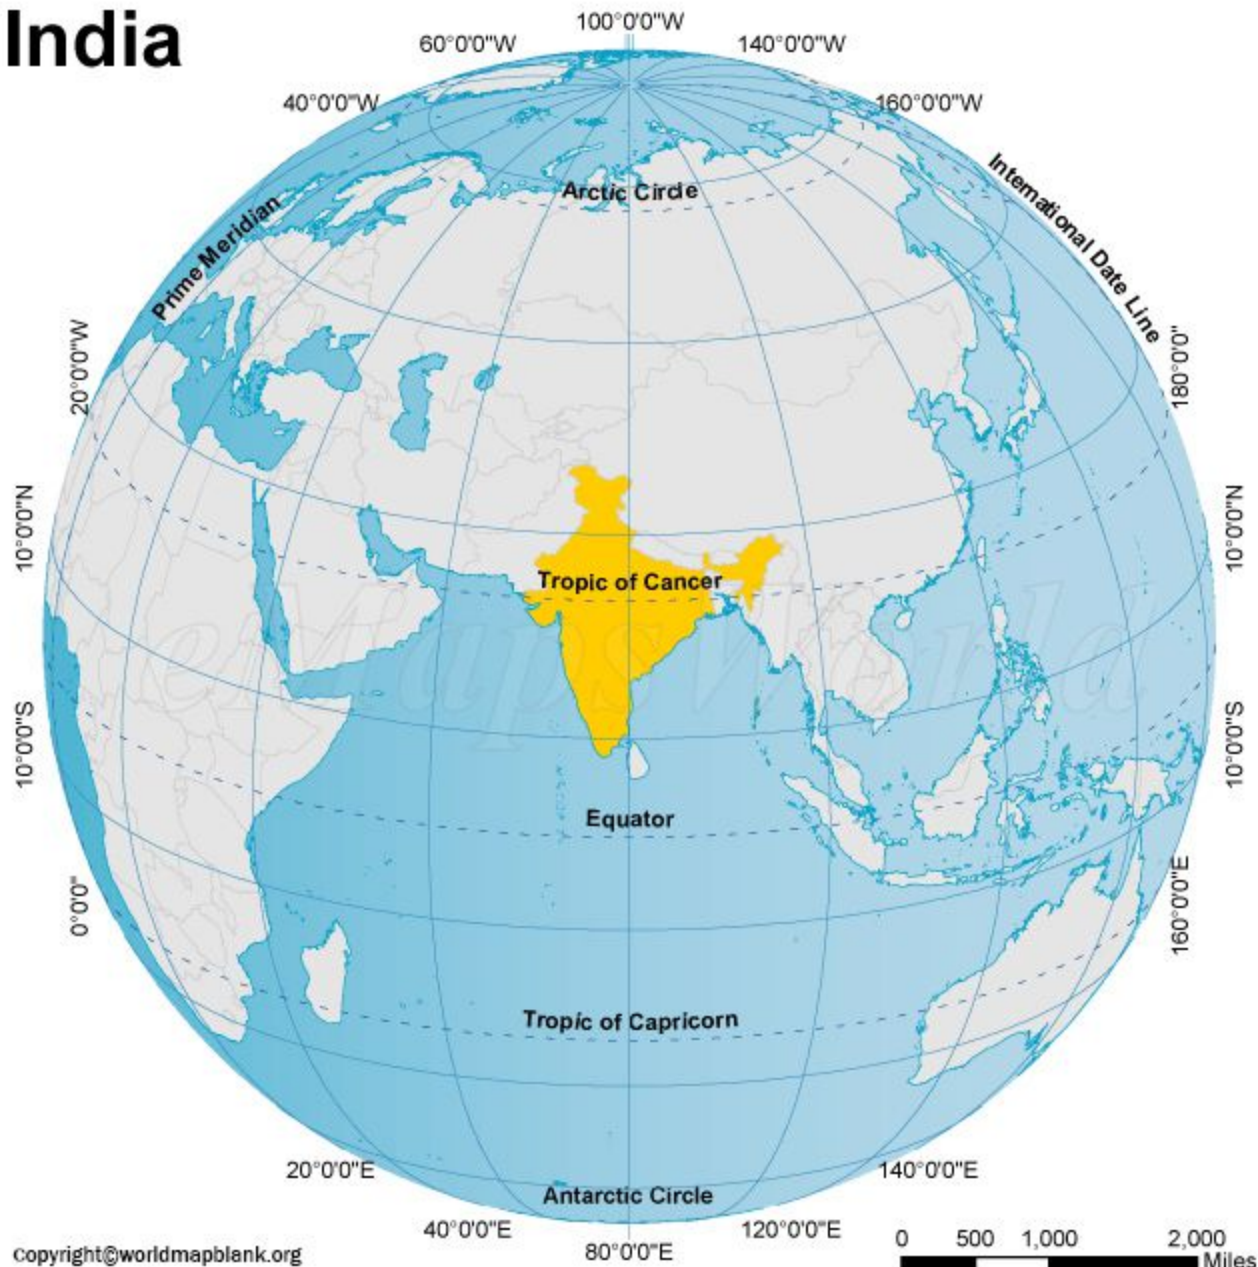 India
100°0'0"W
60°0'0"W
140°0'0"W
40°0'0"W
160°0'0"W
International Date Line
Arctic Circle
Prime Meridian
20°0'0"W
180°0'0"
10°0'0"N
10°0'0"N
Tropic of Cancer
eMapsWorld
10°0'0"S
10°0'0"S
Equator
0°0'0"
160°0'0"E
Tropic of Capricorn
20°0'0"E
140°0'0"E
Antarctic Circle
40°0'0"E
120°0'0"E
80°0'0"E
0 500 1,000 2,000
Miles
Copyright©worldmapblank.org